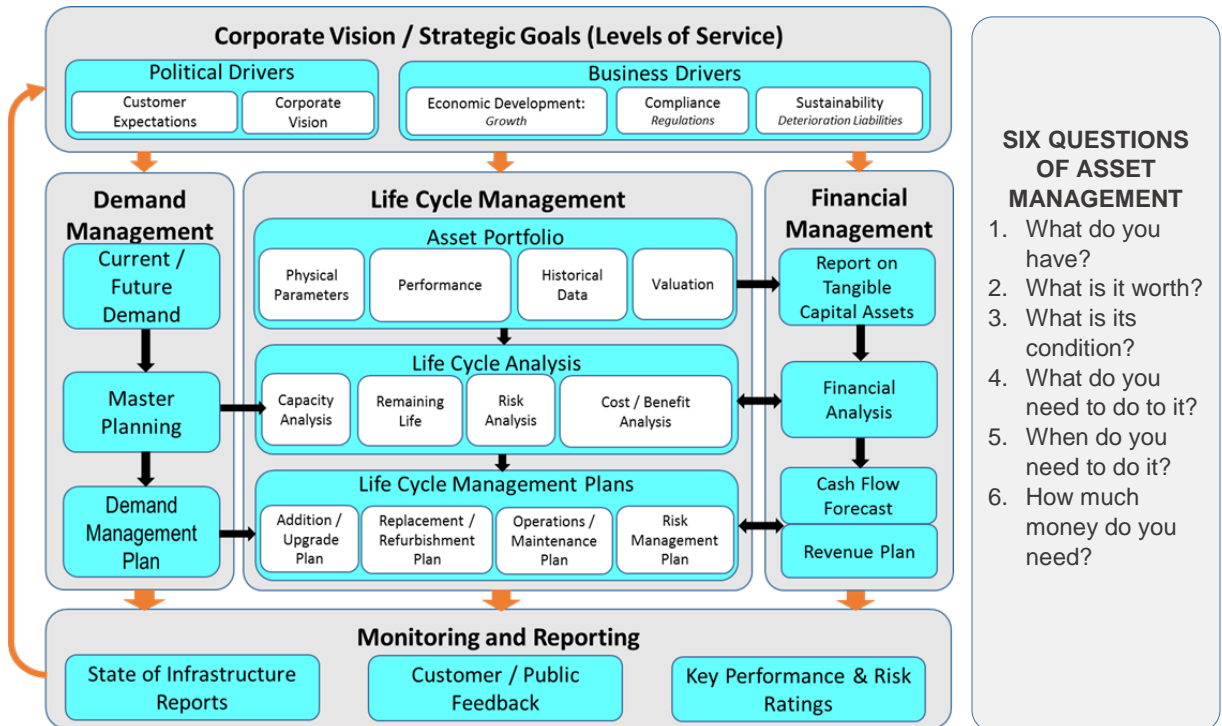 Corporate Vision / Strategic Goals (Levels of Service)
Political Drivers
Customer
Expectations
Corporate
Vision
Business Drivers
Economic Development:
Growth
Compliance
Regulations
Sustainability
Deterioration Liabilities
Demand
Management
Current /
Future
Demand
Master
Planning
Demand
Management
Plan
Life Cycle Management
Asset Portfolio
Physical
Parameters
Performance
Historical
Data
Valuation
Life Cycle Analysis
Capacity
Analysis
Remaining
Life
Risk
Analysis
Cost / Benefit
Analysis
Life Cycle Management Plans
Addition /
Upgrade
Plan
Replacement /
Refurbishment
Plan
Operations /
Maintenance
Plan
Risk
Management
Plan
Financial
Management
Report on
Tangible
Capital Assets
Financial
Analysis
Cash Flow
Forecast
Revenue Plan
Monitoring and Reporting
State of Infrastructure
Reports
Customer / Public
Feedback
Key Performance & Risk
Ratings
SIX QUESTIONS
OF ASSET
MANAGEMENT
1. What do you
have?
2. What is it worth?
3. What is its
condition?
4. What do you
need to do to it?
5. When do you
need to do it?
6. How much
money do you
need?